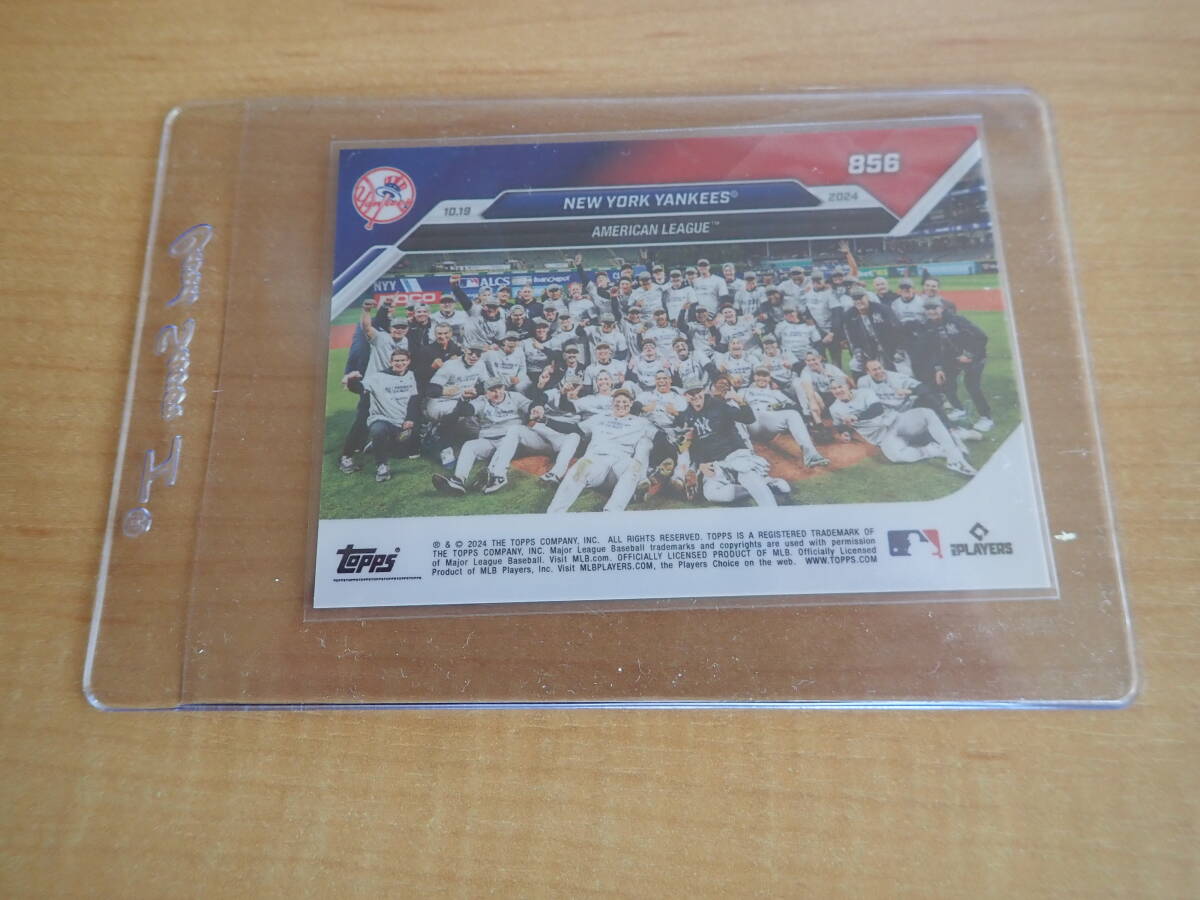 856
NEW YORK YANKEES®
10.19
2024
AMERICAN LEAGUE™
NYY
ALCS
Topps®
® & © 2024 THE TOPPS COMPANY, INC. ALL RIGHTS RESERVED. TOPPS IS A REGISTERED TRADEMARK OF
THE TOPPS COMPANY, INC. Major League Baseball trademarks and copyrights are used with permission
of Major League Baseball. Visit MLB.com. OFFICIALLY LICENSED PRODUCT OF MLB. Officially Licensed
Product of MLB Players, Inc. Visit MLBPLAYERS.COM, the Players Choice on the web. WWW.TOPPS.COM
PLAYERS
Card Saver I
®